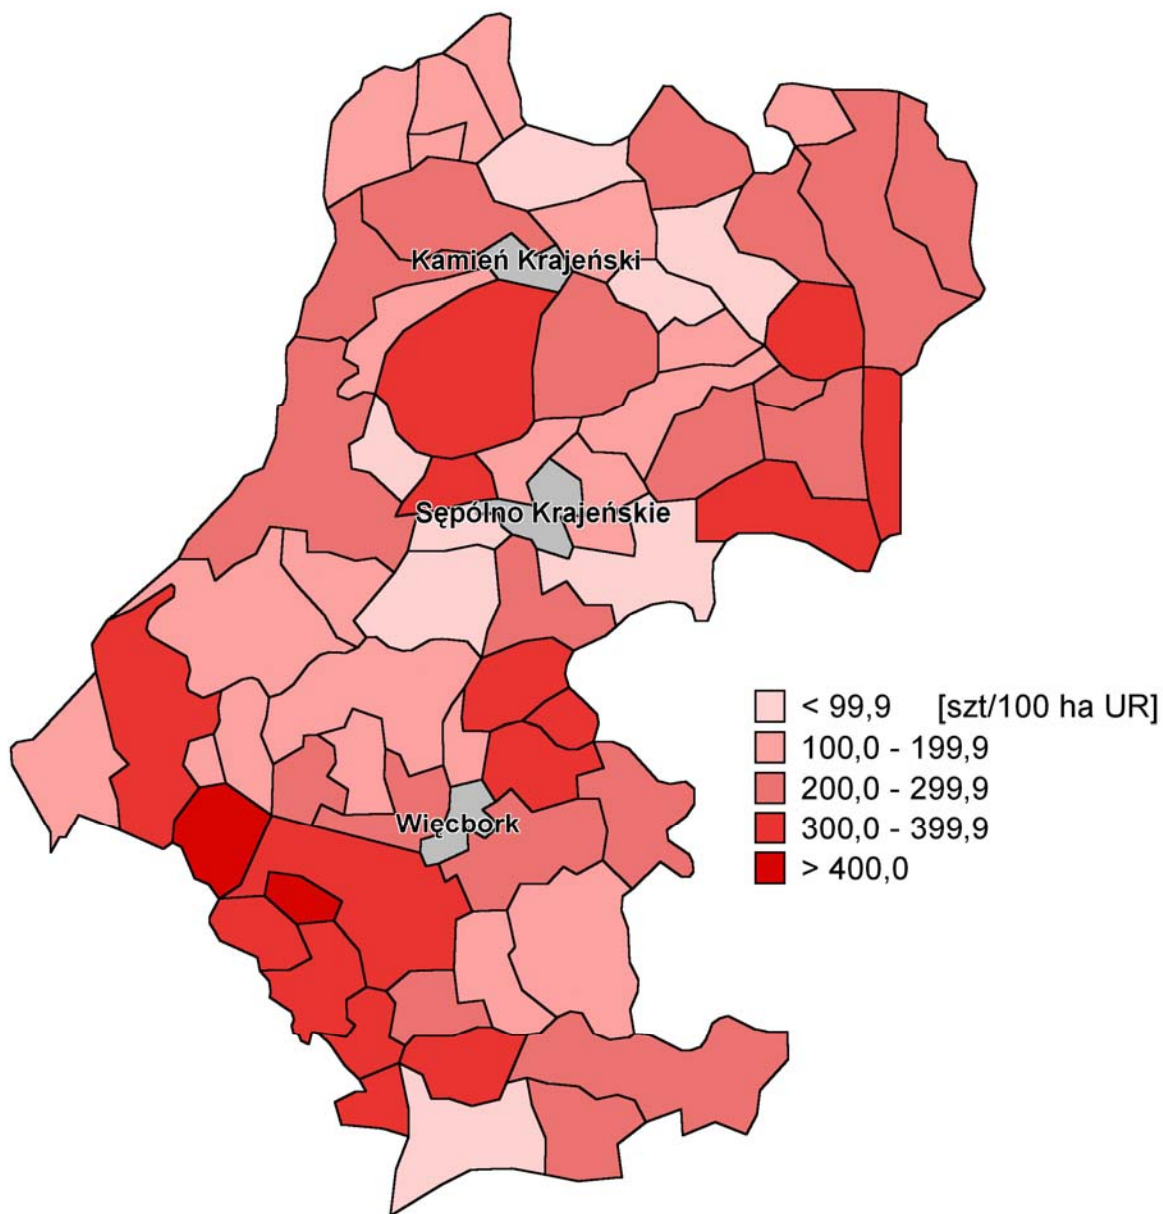 Kamień Krajeński
Sępólno Krajeńskie
Więcbork
< 99,9 [szt/100 ha UR]
100,0 - 199,9
200,0 - 299,9
300,0 - 399,9
> 400,0